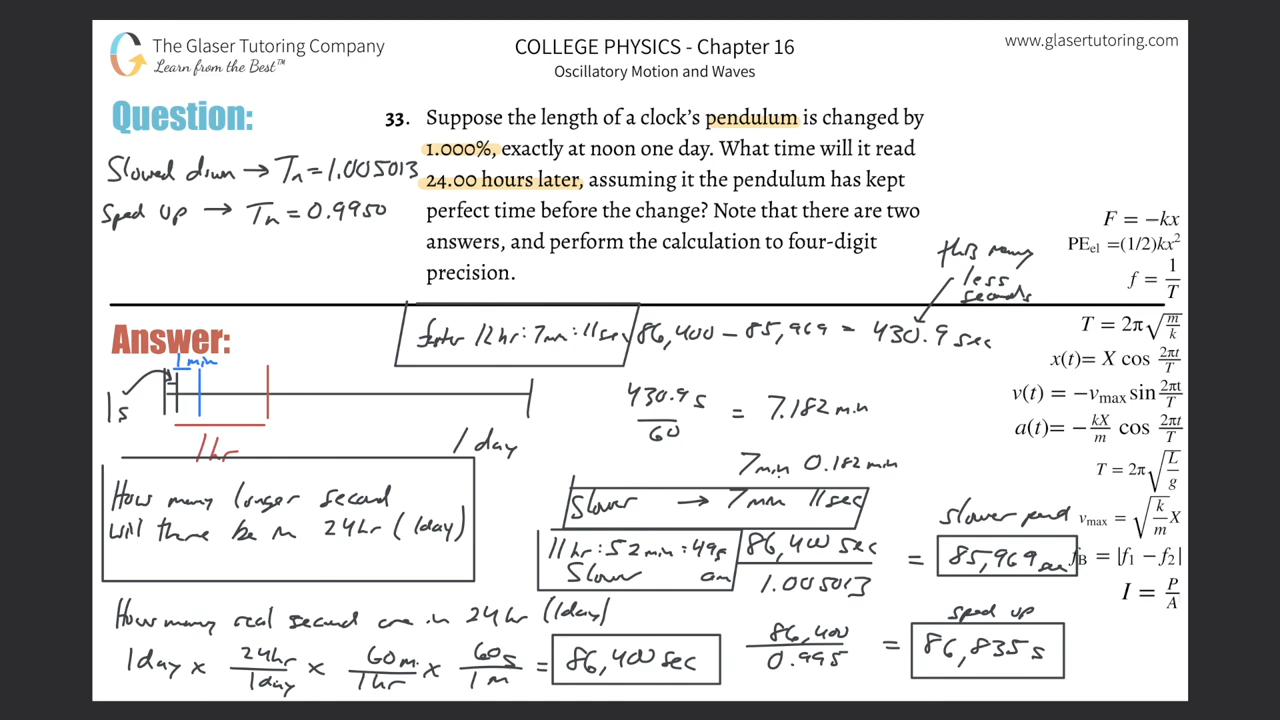 The Glaser Tutoring Company
Learn from the Best™
COLLEGE PHYSICS - Chapter 16
Oscillatory Motion and Waves
www.glasertutoring.com
Question:
33. Suppose the length of a clock's pendulum is changed by
1.000%, exactly at noon one day. What time will it read
24.00 hours later, assuming it the pendulum has kept
perfect time before the change? Note that there are two
answers, and perform the calculation to four-digit
precision.
Slowed down → Tn = 1.005013
Sped up → Tn = 0.9950
this many
less
seconds
F = −kx
PEel =(1/2)kx²
f = 1/T
T = 2π√(m/k)
x(t)= X cos 2πt/T
v(t) = −vmax sin 2πt/T
a(t)= − kX/m cos 2πt/T
T = 2π√(L/g)
vmax = √(k/m)X
fB = |f1 − f2|
I = P/A
Answer:
faster 12hr:7m:11sec
86,400 − 85,969 = 430.9 sec
1 min
1s
1hr
1 day
430.9 s / 60 = 7.182 min
7min 0.182 min
Slower → 7min 11sec
How many longer second
will there be in 24hr (1day)
11hr:52min:49s
Slower am
86,400 sec / 1.005013 = 85,969 sec
slower pend
How many real second are in 24hr (1day)
1day × 24hr/1day × 60m/1hr × 60s/1m = 86,400 sec
86,400 / 0.995 = 86,835 s
sped up